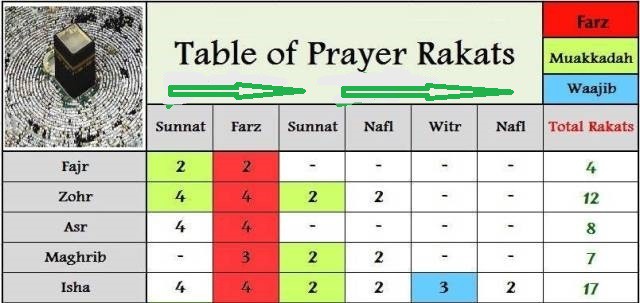 Farz
Table of Prayer Rakats
Muakkadah
Waajib
Sunnat Farz Sunnat Nafl Witr Nafl Total Rakats
Fajr 2 2 - - - - 4
Zohr 4 4 2 2 - - 12
Asr 4 4 - - - - 8
Maghrib - 3 2 2 - - 7
Isha 4 4 2 2 3 2 17